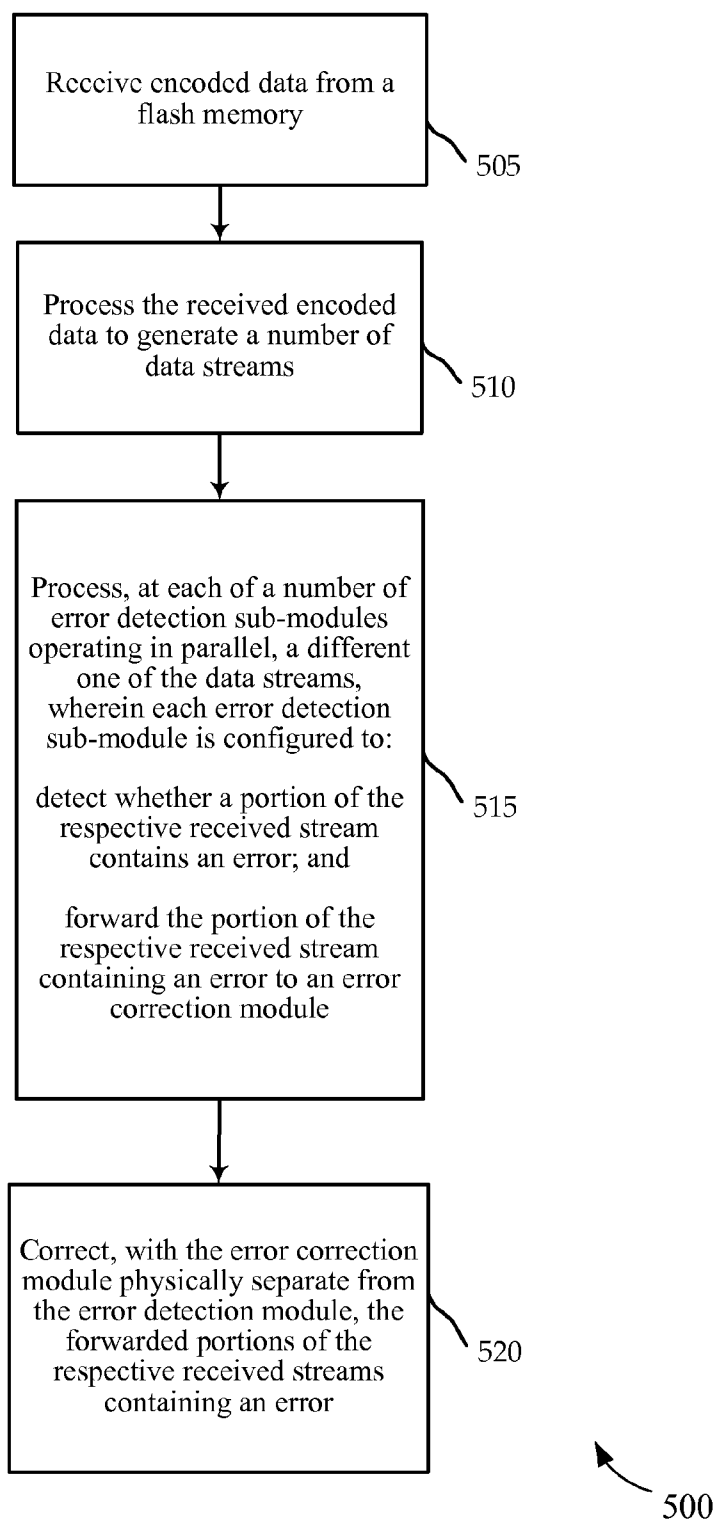 Receive encoded data from a
flash memory
505
Process the received encoded
data to generate a number of
data streams
510
Process, at each of a number of
error detection sub-modules
operating in parallel, a different
one of the data streams,
wherein each error detection
sub-module is configured to:
detect whether a portion of the
respective received stream
contains an error; and
forward the portion of the
respective received stream
containing an error to an error
correction module
515
Correct, with the error correction
module physically separate from
the error detection module, the
forwarded portions of the
respective received streams
containing an error
520
500